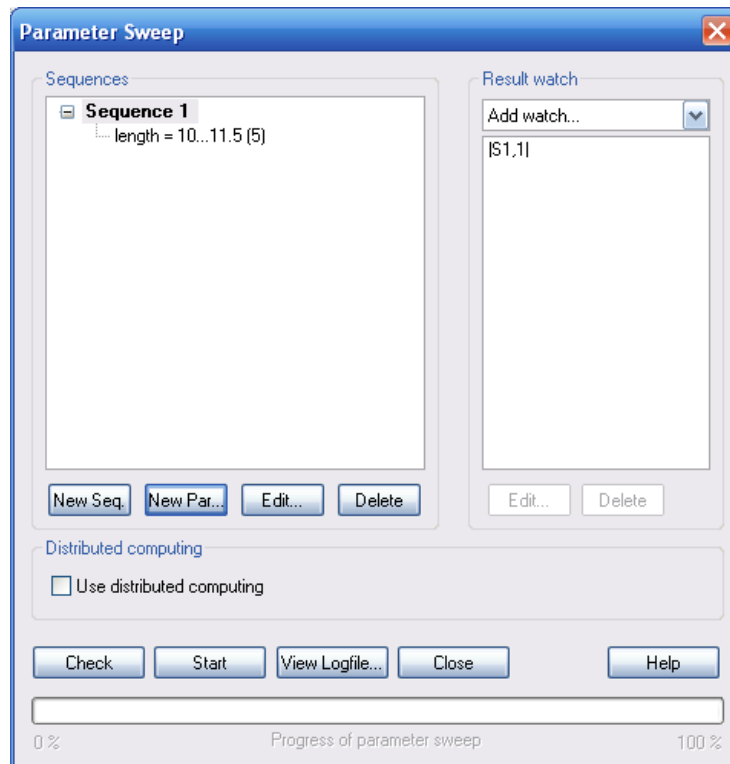 Parameter Sweep
Sequences
Sequence 1
length = 10...11.5 (5)
New Seq.
New Par...
Edit...
Delete
Result watch
Add watch...
|S1,1|
Edit...
Delete
Distributed computing
Use distributed computing
Check
Start
View Logfile...
Close
Help
0 %
Progress of parameter sweep
100 %